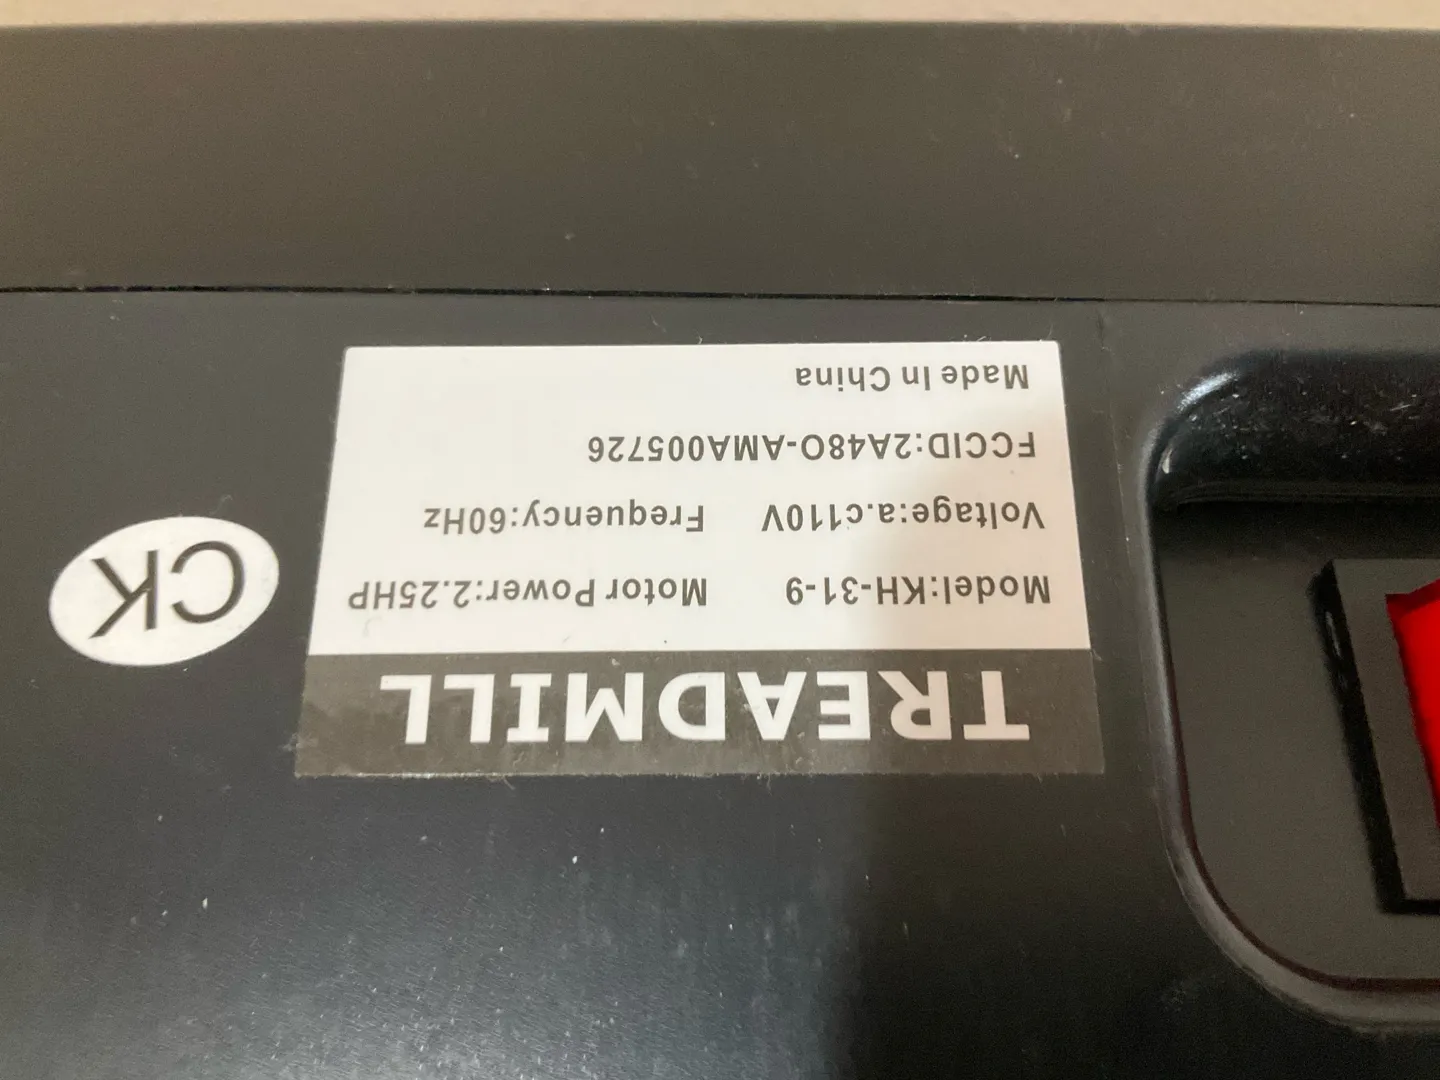 TREADMILL
Model:KH-31-9 Motor Power:2.25HP
Voltage:a.c110V Frequency:60Hz
FCCID:2A48O-AMA005726
Made In China
CK